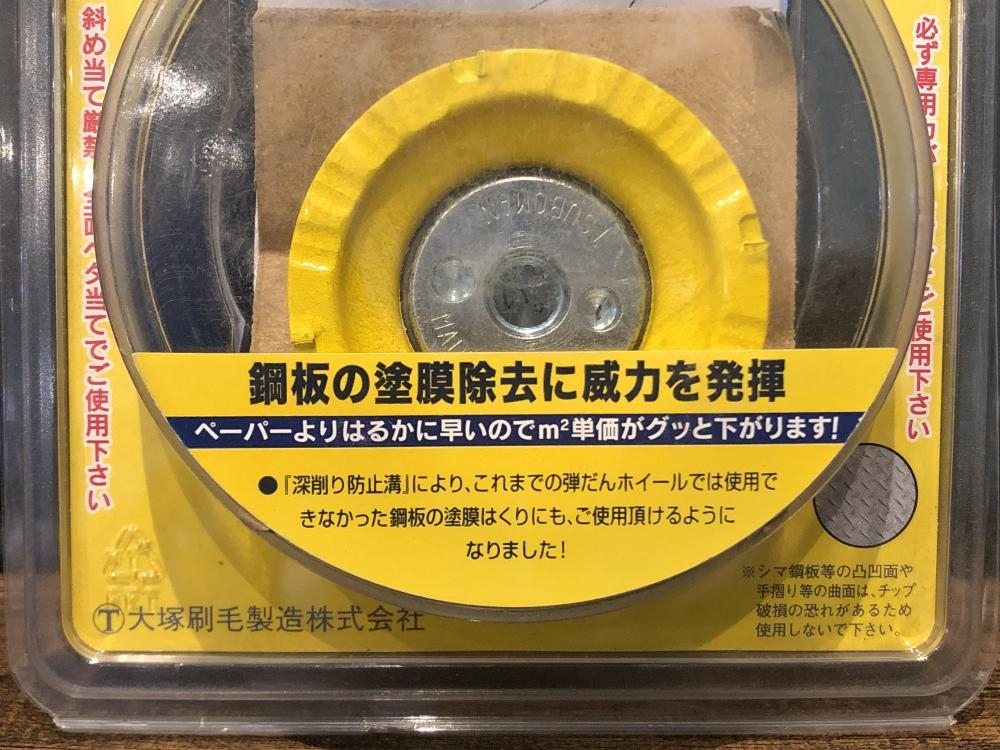 斜め当て厳禁 全面ベタ当てでご使用下さい
必ず専用カバー
ご使用下さい
TSUBOMEN
MA
鋼板の塗膜除去に威力を発揮
ペーパーよりはるかに早いのでm²単価がグッと下がります!
●『深削り防止溝』により、これまでの弾だんホイールでは使用で
きなかった鋼板の塗膜はくりにも、ご使用頂けるように
なりました!
※シマ鋼板等の凸凹面や
手摺り等の曲面は、チップ
破損の恐れがあるため
使用しないで下さい。
PET
Ⓣ大塚刷毛製造株式会社